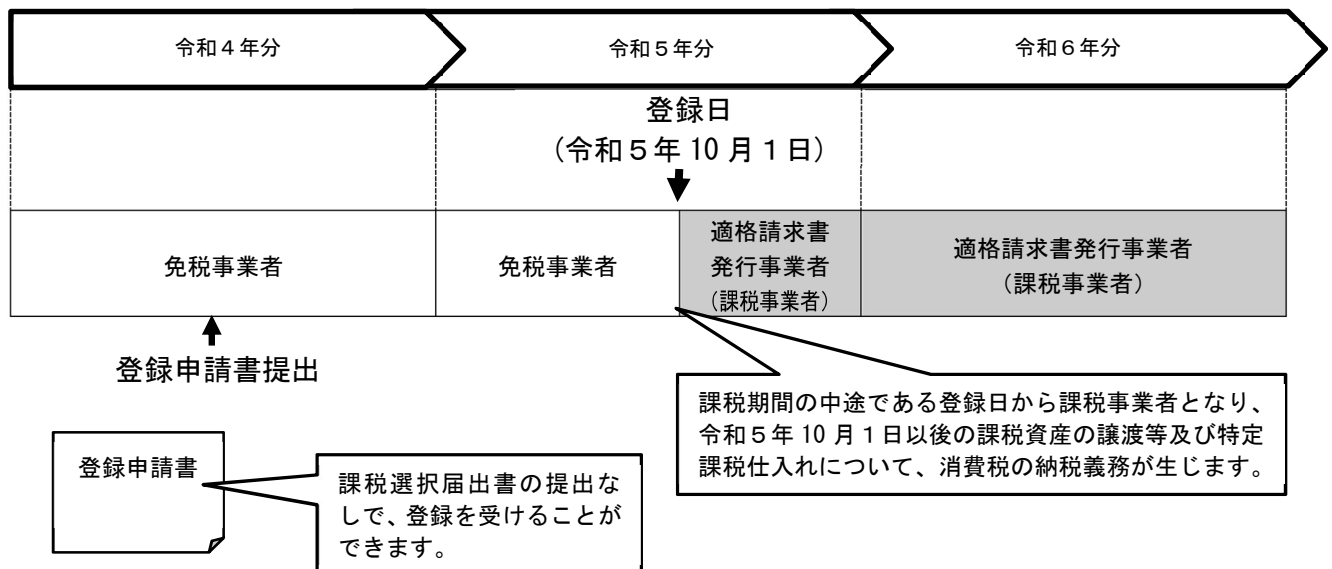 令和４年分
令和５年分
令和６年分
登録日
（令和５年 10 月１日）
免税事業者
免税事業者
適格請求書
発行事業者
（課税事業者）
適格請求書発行事業者
（課税事業者）
登録申請書提出
課税期間の中途である登録日から課税事業者となり、
令和５年 10 月１日以後の課税資産の譲渡等及び特定
課税仕入れについて、消費税の納税義務が生じます。
登録申請書
課税選択届出書の提出な
しで、登録を受けることが
できます。